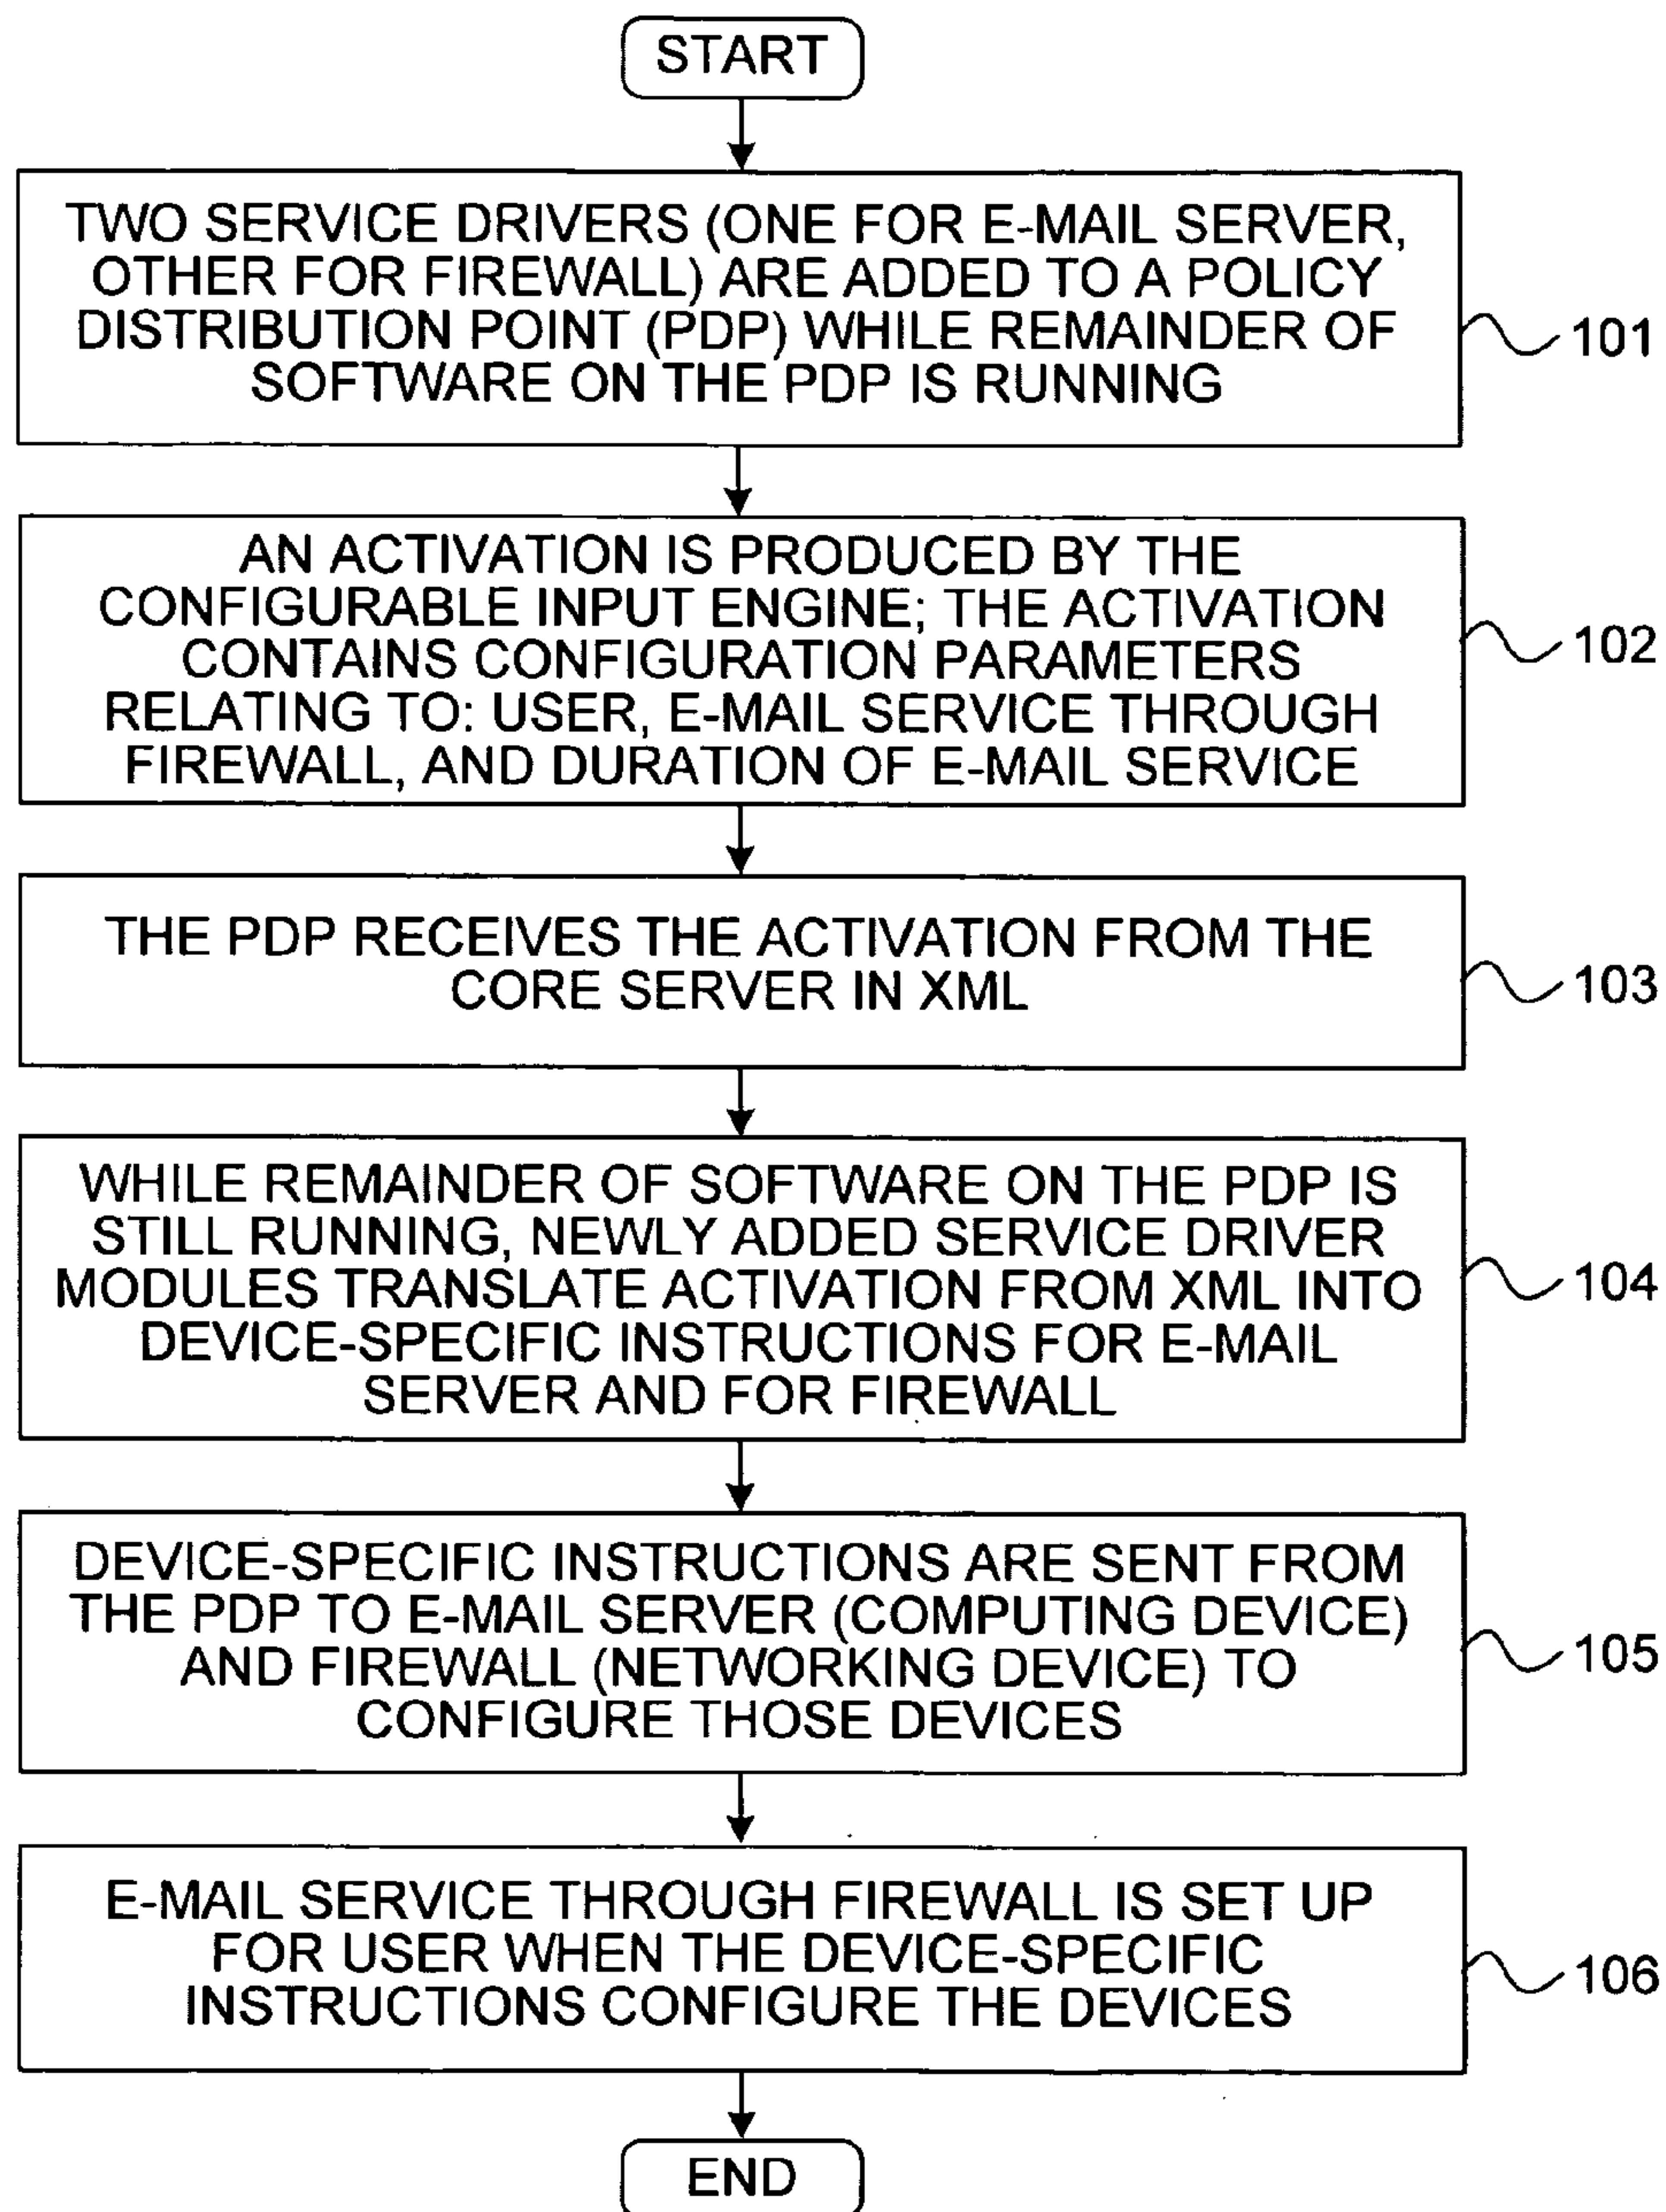 START
TWO SERVICE DRIVERS (ONE FOR E-MAIL SERVER,
OTHER FOR FIREWALL) ARE ADDED TO A POLICY
DISTRIBUTION POINT (PDP) WHILE REMAINDER OF
SOFTWARE ON THE PDP IS RUNNING
101
AN ACTIVATION IS PRODUCED BY THE
CONFIGURABLE INPUT ENGINE; THE ACTIVATION
CONTAINS CONFIGURATION PARAMETERS
RELATING TO: USER, E-MAIL SERVICE THROUGH
FIREWALL, AND DURATION OF E-MAIL SERVICE
102
THE PDP RECEIVES THE ACTIVATION FROM THE
CORE SERVER IN XML
103
WHILE REMAINDER OF SOFTWARE ON THE PDP IS
STILL RUNNING, NEWLY ADDED SERVICE DRIVER
MODULES TRANSLATE ACTIVATION FROM XML INTO
DEVICE-SPECIFIC INSTRUCTIONS FOR E-MAIL
SERVER AND FOR FIREWALL
104
DEVICE-SPECIFIC INSTRUCTIONS ARE SENT FROM
THE PDP TO E-MAIL SERVER (COMPUTING DEVICE)
AND FIREWALL (NETWORKING DEVICE) TO
CONFIGURE THOSE DEVICES
105
E-MAIL SERVICE THROUGH FIREWALL IS SET UP
FOR USER WHEN THE DEVICE-SPECIFIC
INSTRUCTIONS CONFIGURE THE DEVICES
106
END